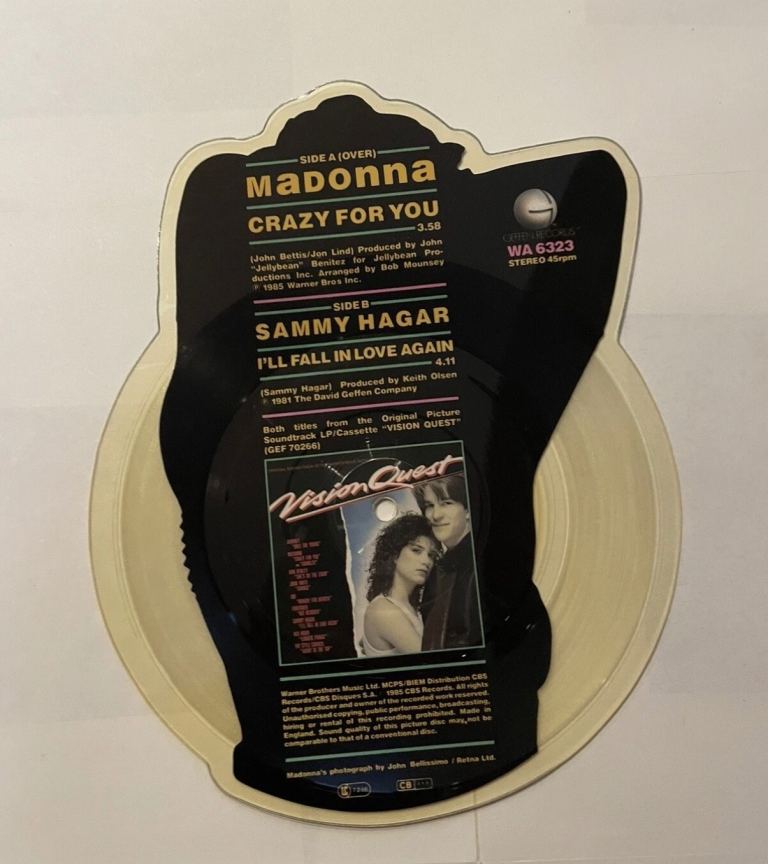 SIDE A (OVER)
MaDonna
CRAZY FOR YOU
3.58
(John Bettis/Jon Lind) Produced by John
"Jellybean" Benitez for Jellybean Pro-
ductions Inc. Arranged by Bob Mounsey
℗ 1985 Warner Bros Inc.
GEFFEN RECORDS
WA 6323
STEREO 45rpm
SIDE B
SAMMY HAGAR
I'LL FALL IN LOVE AGAIN
4.11
(Sammy Hagar) Produced by Keith Olsen
℗ 1981 The David Geffen Company
Both titles from the Original Picture
Soundtrack LP/Cassette "VISION QUEST"
(GEF 70266)
Vision Quest
Warner Brothers Music Ltd. MCPS/BIEM Distribution CBS
Records/CBS Disques S.A. 1985 CBS Records. All rights
of the producer and owner of the recorded work reserved.
Unauthorised copying, public performance, broadcasting,
hiring or rental of this recording prohibited. Made in
England. Sound quality of this picture disc may not be
comparable to that of a conventional disc.
Madonna's photograph by John Bellissimo / Retna Ltd.
CB